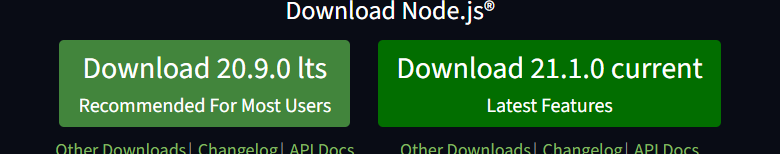 Download Node.js®
Download 20.9.0 lts
Recommended For Most Users
Download 21.1.0 current
Latest Features
Other Downloads | Changelog | API Docs
Other Downloads | Changelog | API Docs